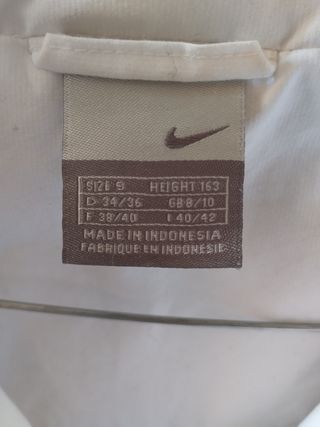 SIZE S HEIGHT 163
D 34/36 GB 8/10
F 38/40 I 40/42
MADE IN INDONESIA
FABRIQUE EN INDONESIE